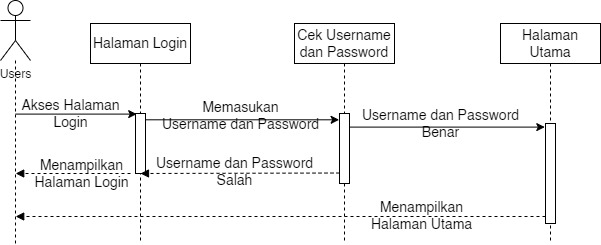 Users
Halaman Login
Cek Username
dan Password
Halaman
Utama
Akses Halaman
Login
Memasukan
Username dan Password
Username dan Password
Benar
Menampilkan
Halaman Login
Username dan Password
Salah
Menampilkan
Halaman Utama